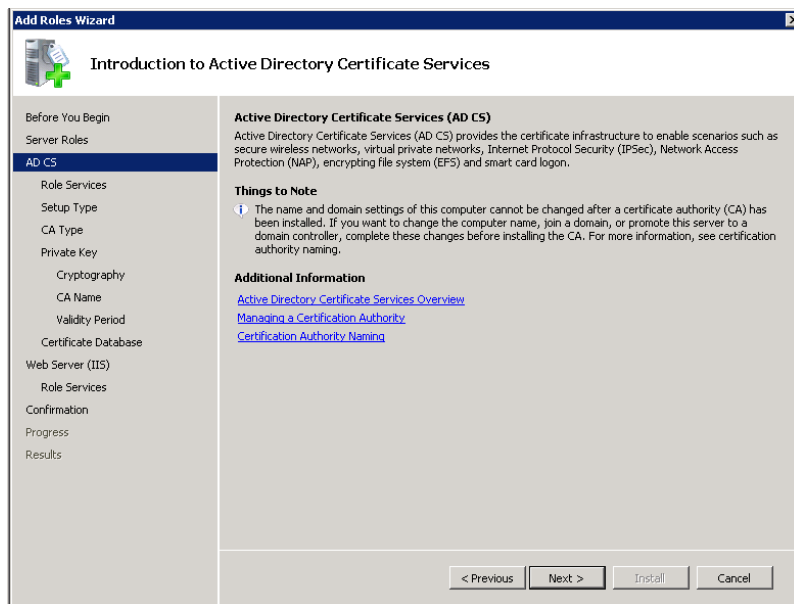 Add Roles Wizard
Introduction to Active Directory Certificate Services
Before You Begin
Server Roles
AD CS
Role Services
Setup Type
CA Type
Private Key
Cryptography
CA Name
Validity Period
Certificate Database
Web Server (IIS)
Role Services
Confirmation
Progress
Results
Active Directory Certificate Services (AD CS)
Active Directory Certificate Services (AD CS) provides the certificate infrastructure to enable scenarios such as
secure wireless networks, virtual private networks, Internet Protocol Security (IPSec), Network Access
Protection (NAP), encrypting file system (EFS) and smart card logon.
Things to Note
The name and domain settings of this computer cannot be changed after a certificate authority (CA) has
been installed. If you want to change the computer name, join a domain, or promote this server to a
domain controller, complete these changes before installing the CA. For more information, see certification
authority naming.
Additional Information
Active Directory Certificate Services Overview
Managing a Certification Authority
Certification Authority Naming
< Previous
Next >
Install
Cancel